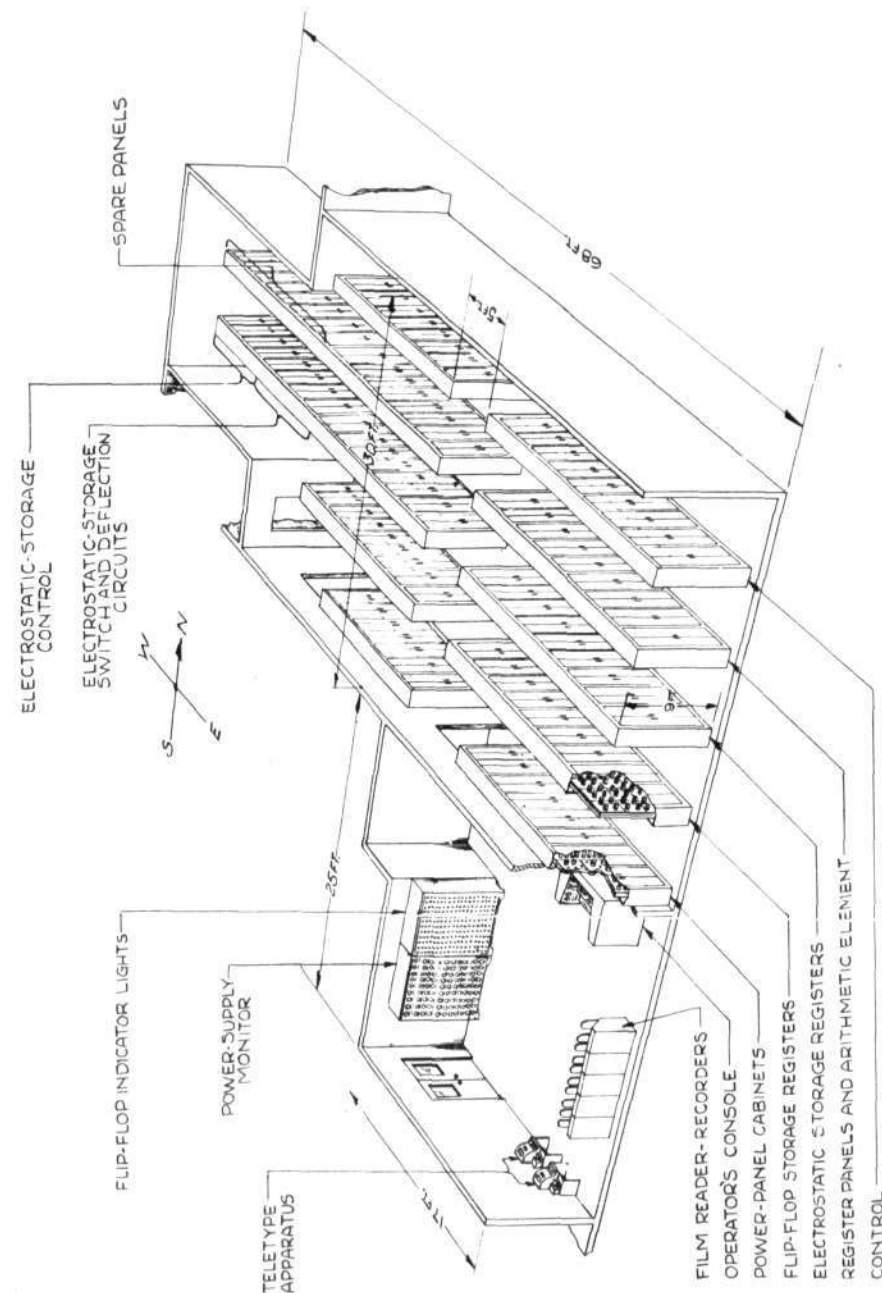 SPARE PANELS
ELECTROSTATIC-STORAGE
CONTROL
ELECTROSTATIC-STORAGE
SWITCH AND DEFLECTION
CIRCUITS
S
W
N
E
68 FT.
5 FT.
30 FT.
9 FT.
25 FT.
17 FT.
FLIP-FLOP INDICATOR LIGHTS
POWER-SUPPLY
MONITOR
TELETYPE
APPARATUS
FILM READER-RECORDERS
OPERATOR'S CONSOLE
POWER-PANEL CABINETS
FLIP-FLOP STORAGE REGISTERS
ELECTROSTATIC STORAGE REGISTERS
REGISTER PANELS AND ARITHMETIC ELEMENT
CONTROL